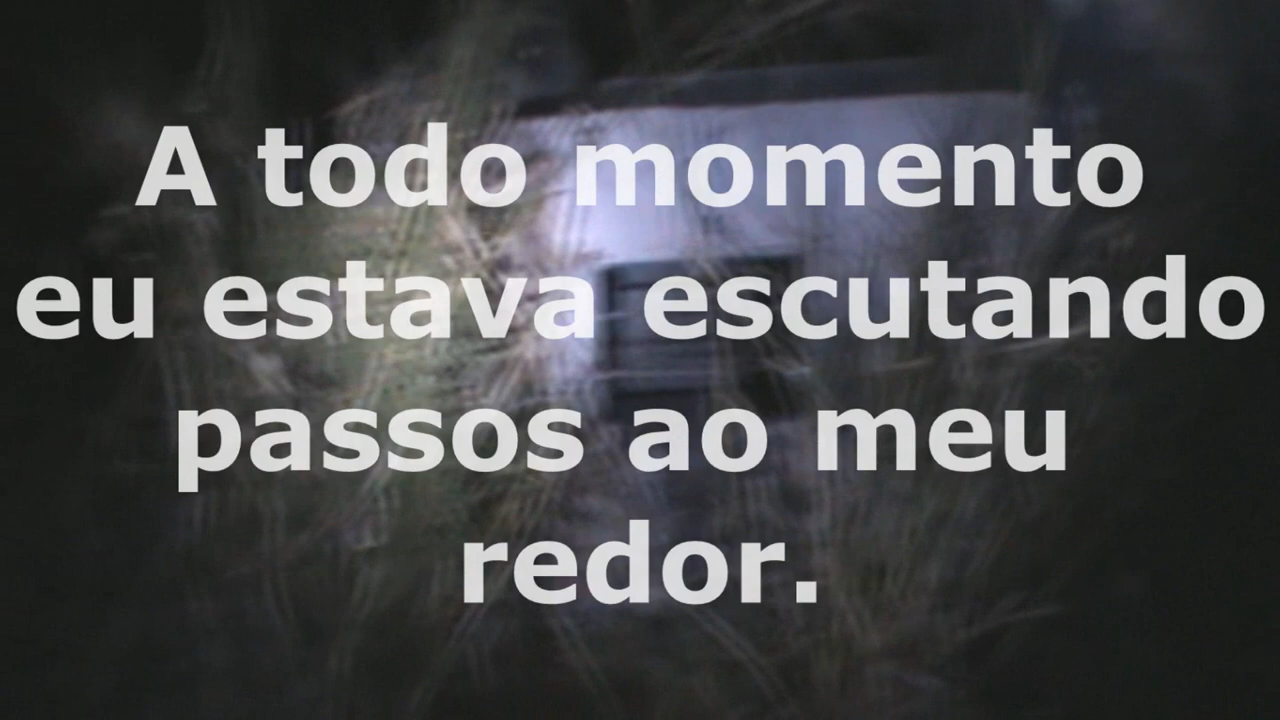 A todo momento
eu estava escutando
passos ao meu
redor.